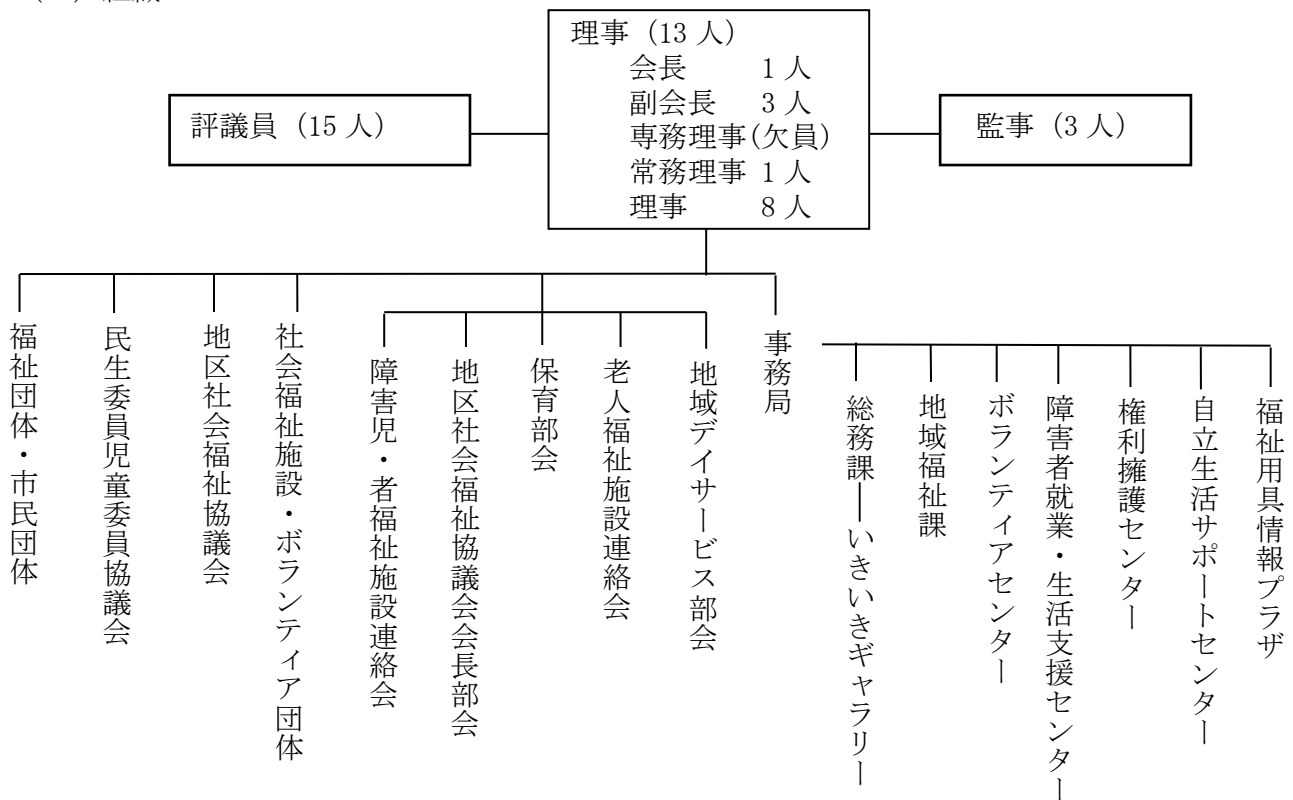 理事（13 人）
会長 1 人
副会長 3 人
専務理事(欠員)
常務理事 1 人
理事 8 人
評議員（15 人）
監事（3 人）
福祉団体・市民団体
民生委員児童委員協議会
地区社会福祉協議会
社会福祉施設・ボランティア団体
障害児・者福祉施設連絡会
地区社会福祉協議会会長部会
保育部会
老人福祉施設連絡会
地域デイサービス部会
事務局
総務課―いきいきギャラリー
地域福祉課
ボランティアセンター
障害者就業・生活支援センター
権利擁護センター
自立生活サポートセンター
福祉用具情報プラザ